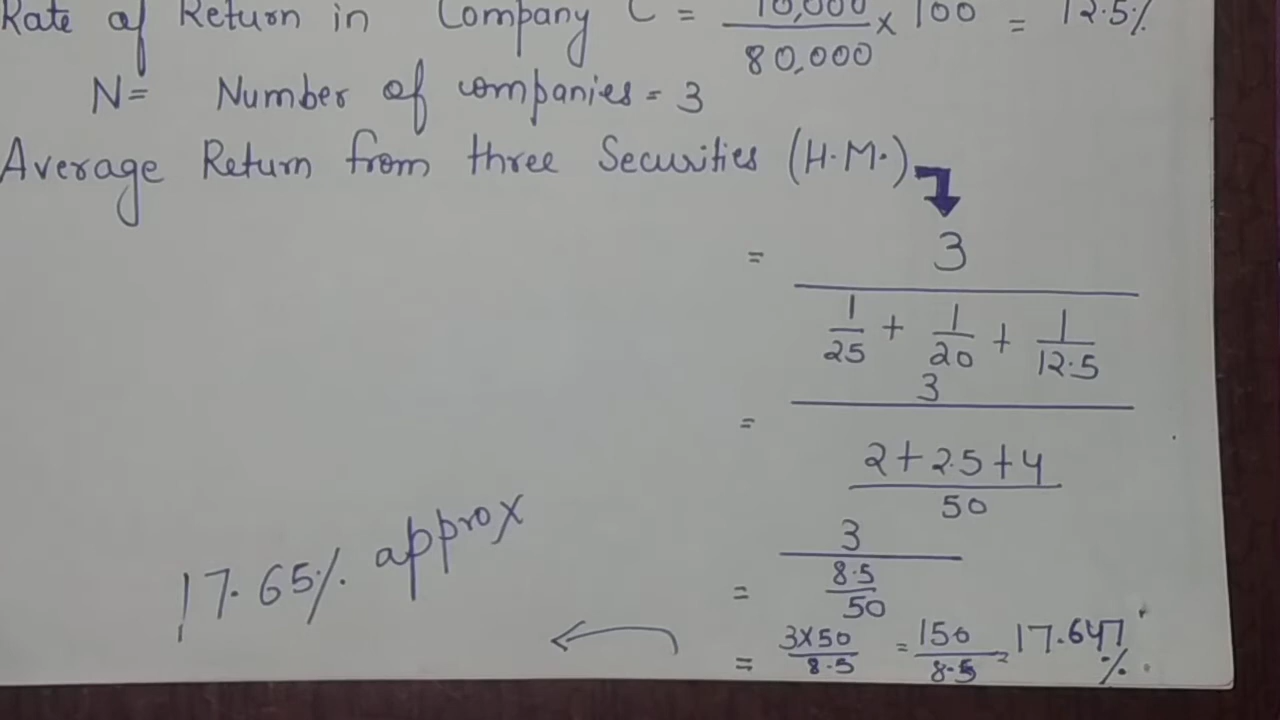 Rate of Return in Company C = 10,000 / 80,000 × 100 = 12.5%
N= Number of companies = 3
Average Return from three Securities (H.M.)
= 3 / (1/25 + 1/20 + 1/12.5)
= 3 / ((2+2.5+4)/50)
= 3 / (8.5/50)
= 3×50/8.5 = 150/8.5 = 17.647%
17.65% approx